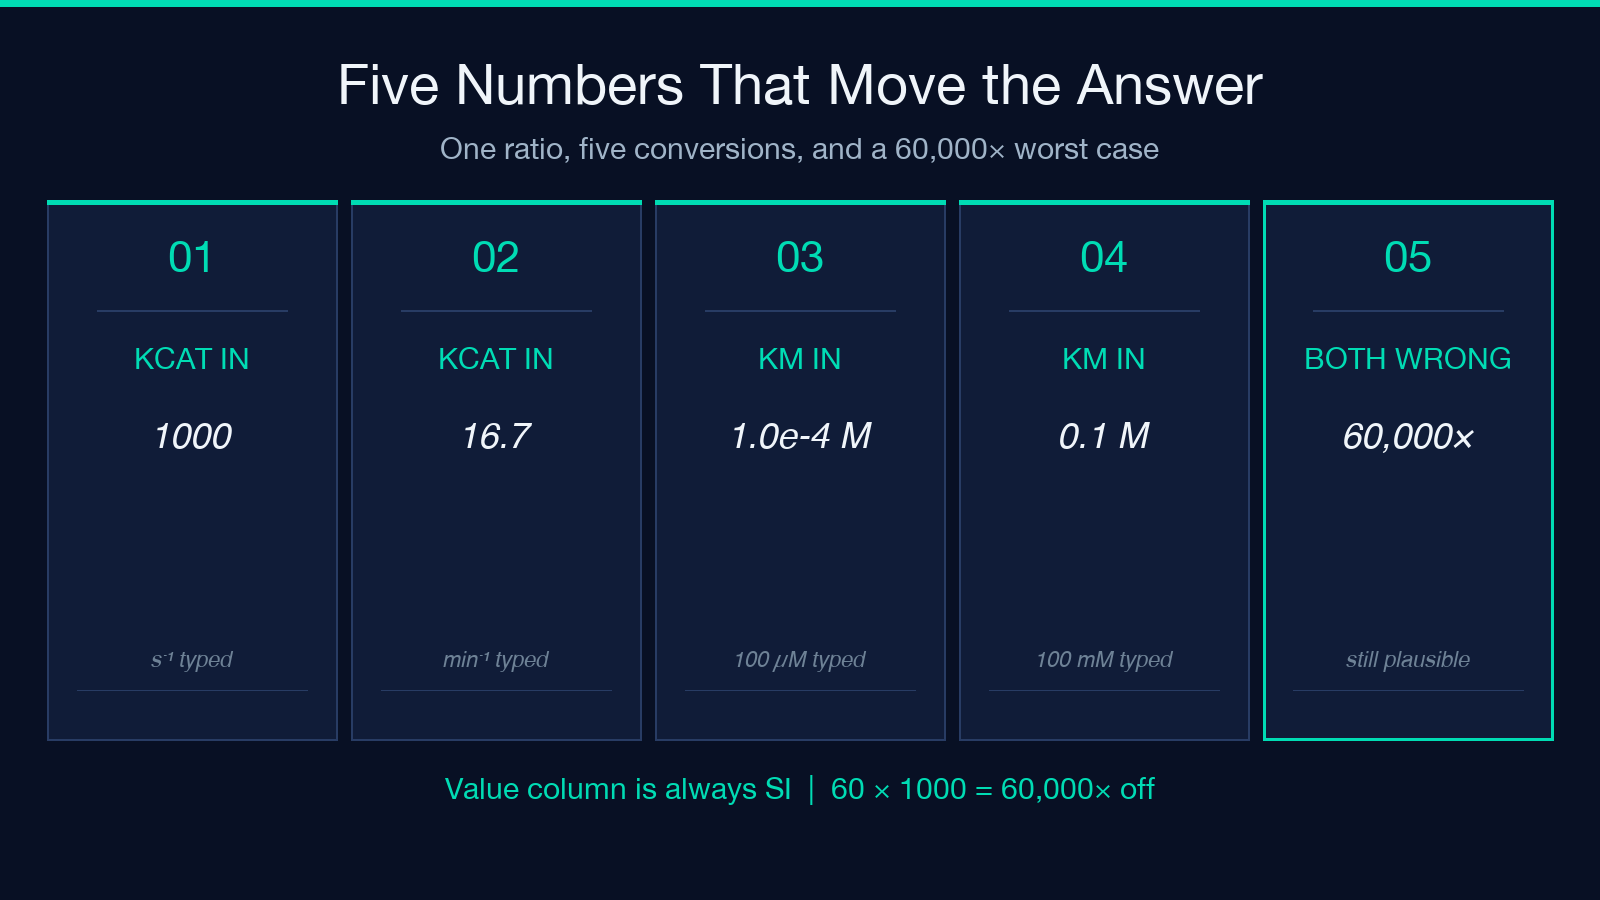 Five Numbers That Move the Answer
One ratio, five conversions, and a 60,000× worst case
01
KCAT IN
1000
s⁻¹ typed
02
KCAT IN
16.7
min⁻¹ typed
03
KM IN
1.0e-4 M
100 µM typed
04
KM IN
0.1 M
100 mM typed
05
BOTH WRONG
60,000×
still plausible
Value column is always SI | 60 × 1000 = 60,000× off